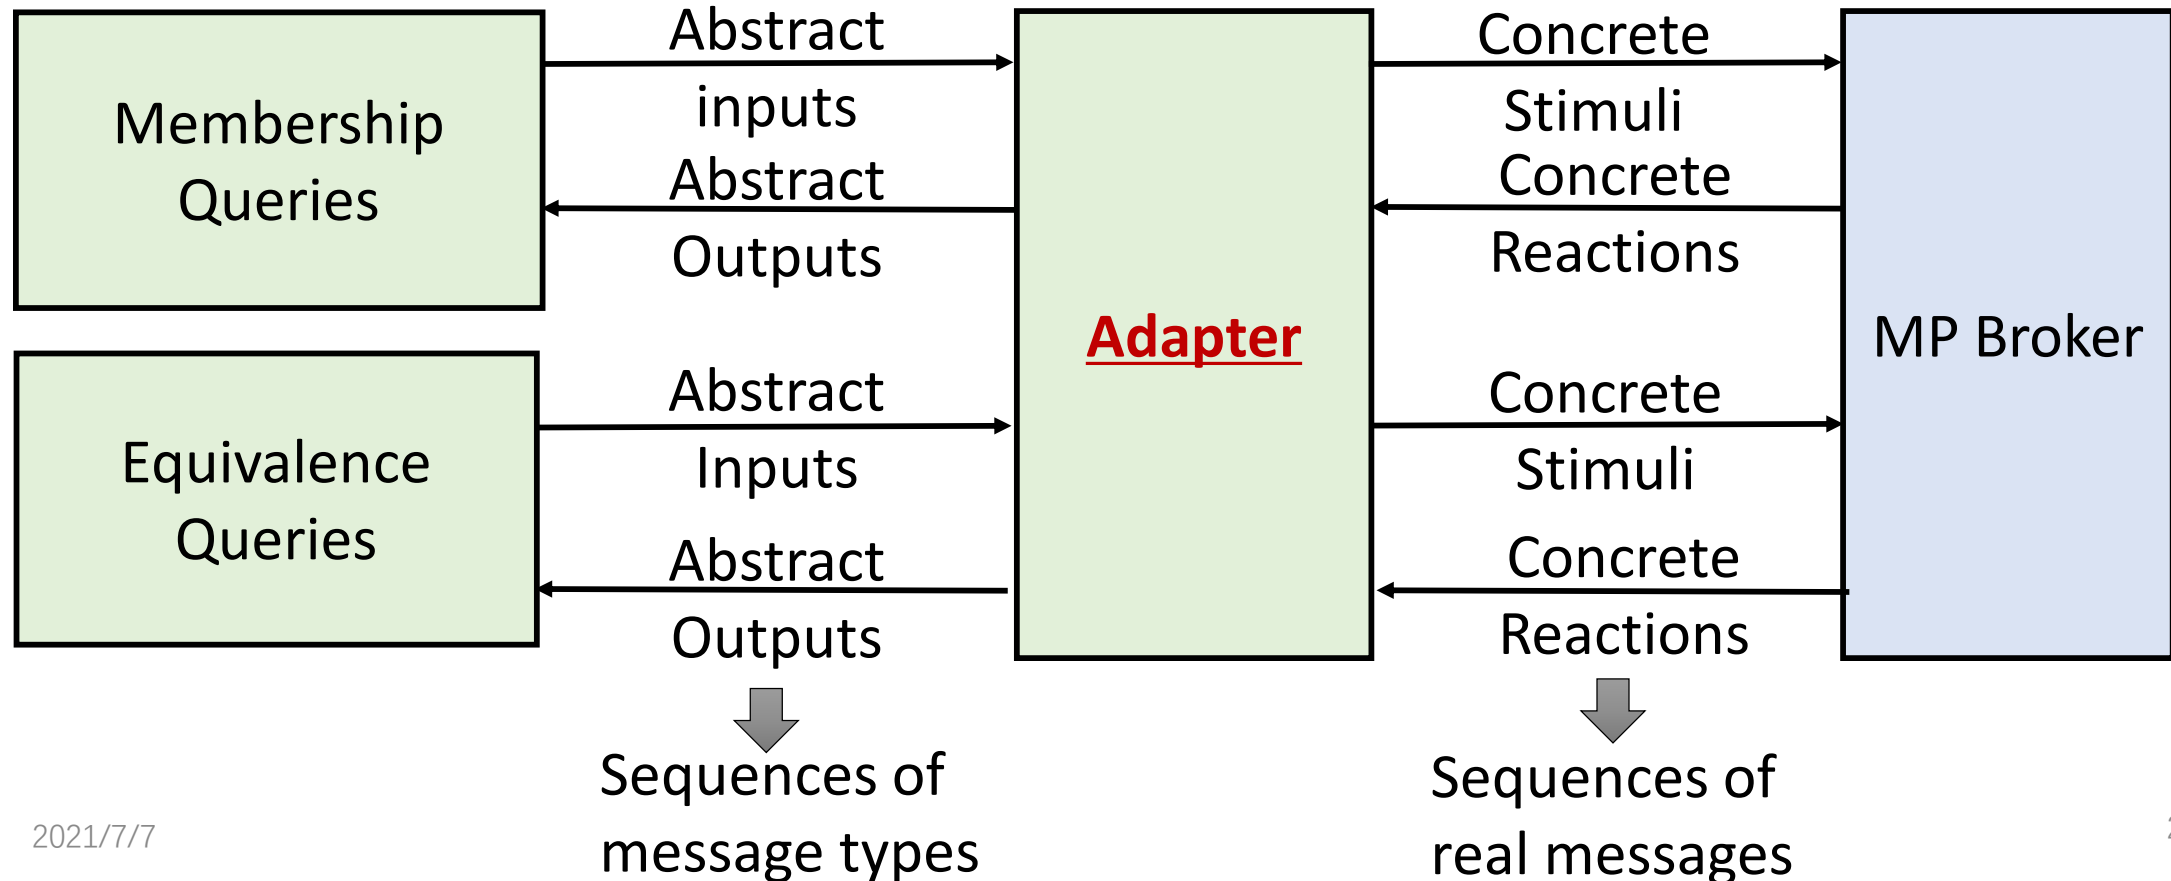 Membership
Queries
Abstract
inputs
Abstract
Outputs
Equivalence
Queries
Abstract
Inputs
Abstract
Outputs
Adapter
Concrete
Stimuli
Concrete
Reactions
Concrete
Stimuli
Concrete
Reactions
MP Broker
Sequences of
message types
Sequences of
real messages
2021/7/7